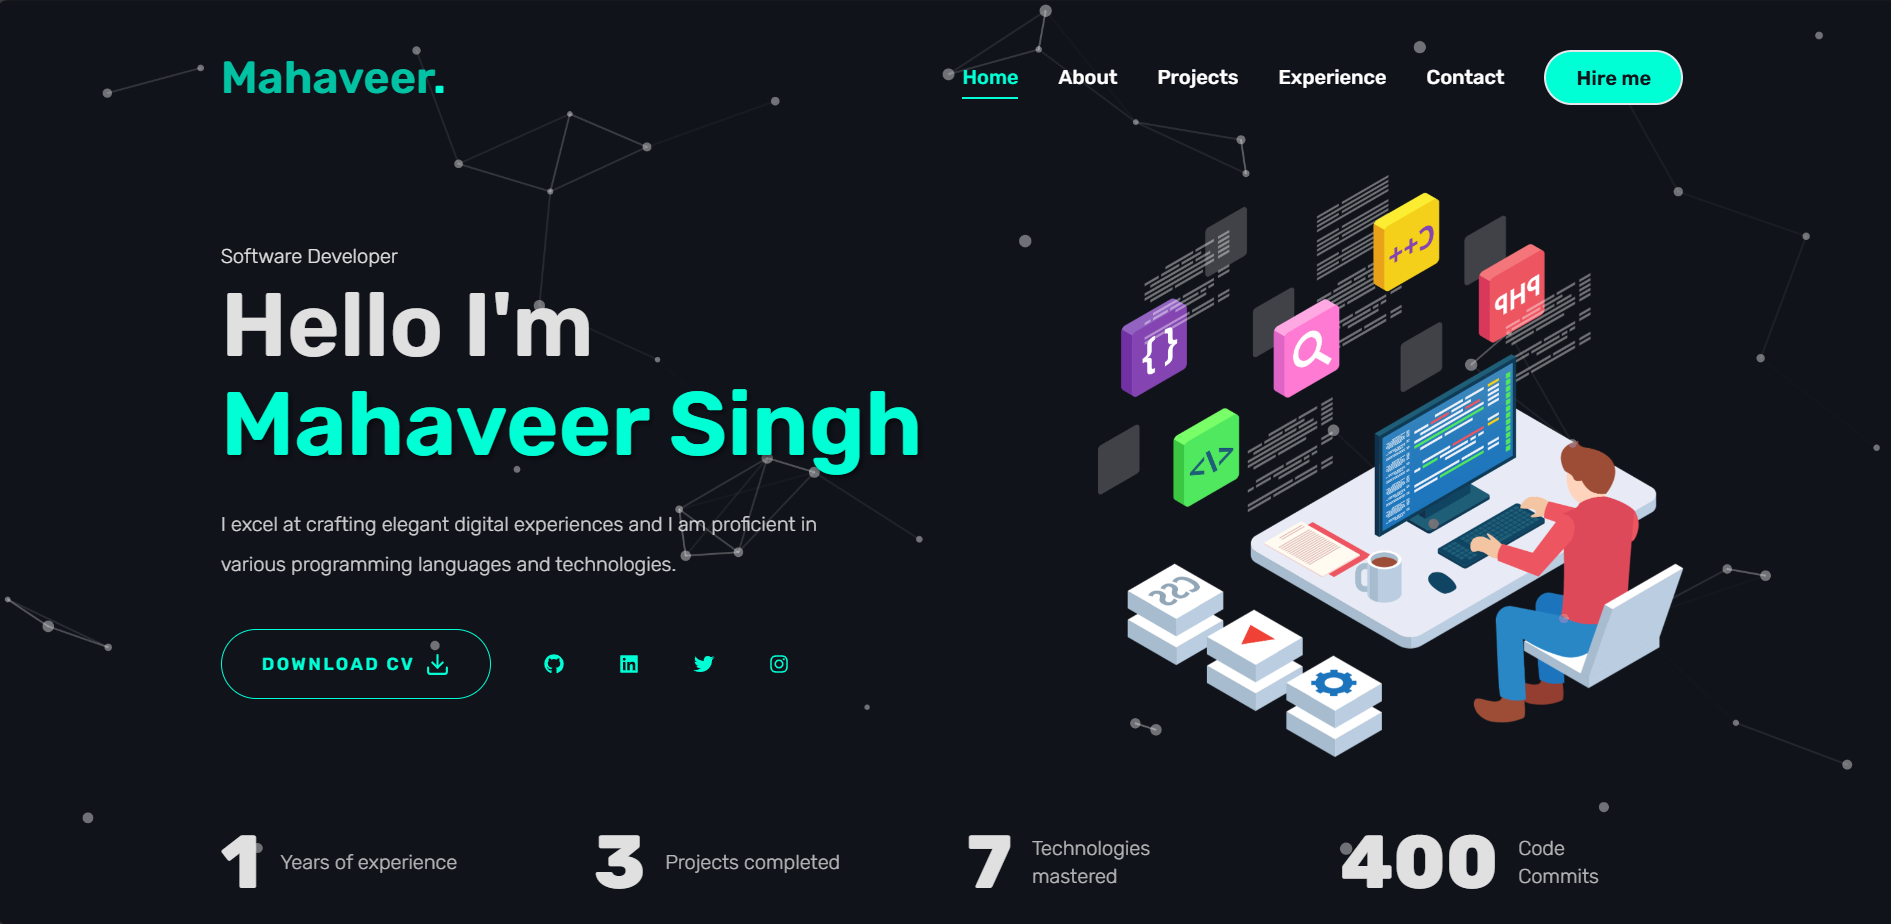 Mahaveer.
Home About Projects Experience Contact Hire me
Software Developer
Hello I'm
Mahaveer Singh
I excel at crafting elegant digital experiences and I am proficient in
various programming languages and technologies.
DOWNLOAD CV
C++
PHP
{ }
</>
CSS
1 Years of experience
3 Projects completed
7 Technologies
mastered
400 Code
Commits